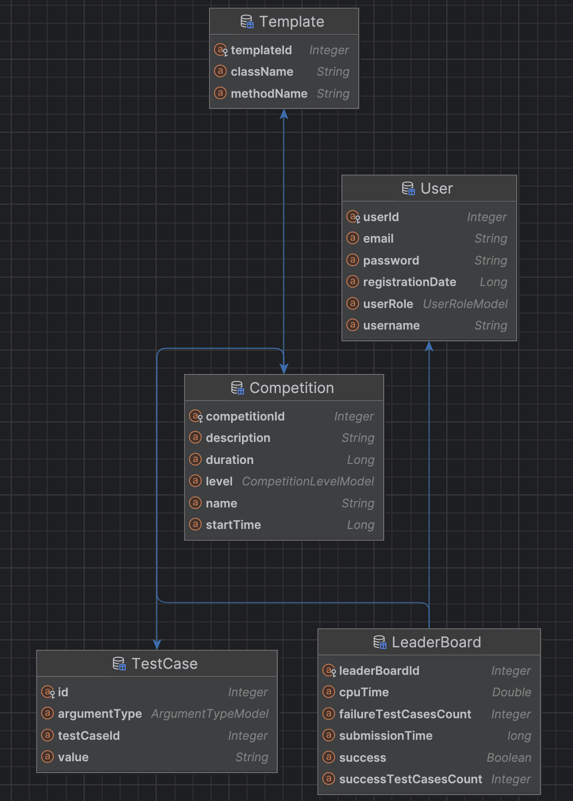 Template
templateId Integer
className String
methodName String
User
userId Integer
email String
password String
registrationDate Long
userRole UserRoleModel
username String
Competition
competitionId Integer
description String
duration Long
level CompetitionLevelModel
name String
startTime Long
TestCase
id Integer
argumentType ArgumentTypeModel
testCaseId Integer
value String
LeaderBoard
leaderBoardId Integer
cpuTime Double
failureTestCasesCount Integer
submissionTime long
success Boolean
successTestCasesCount Integer